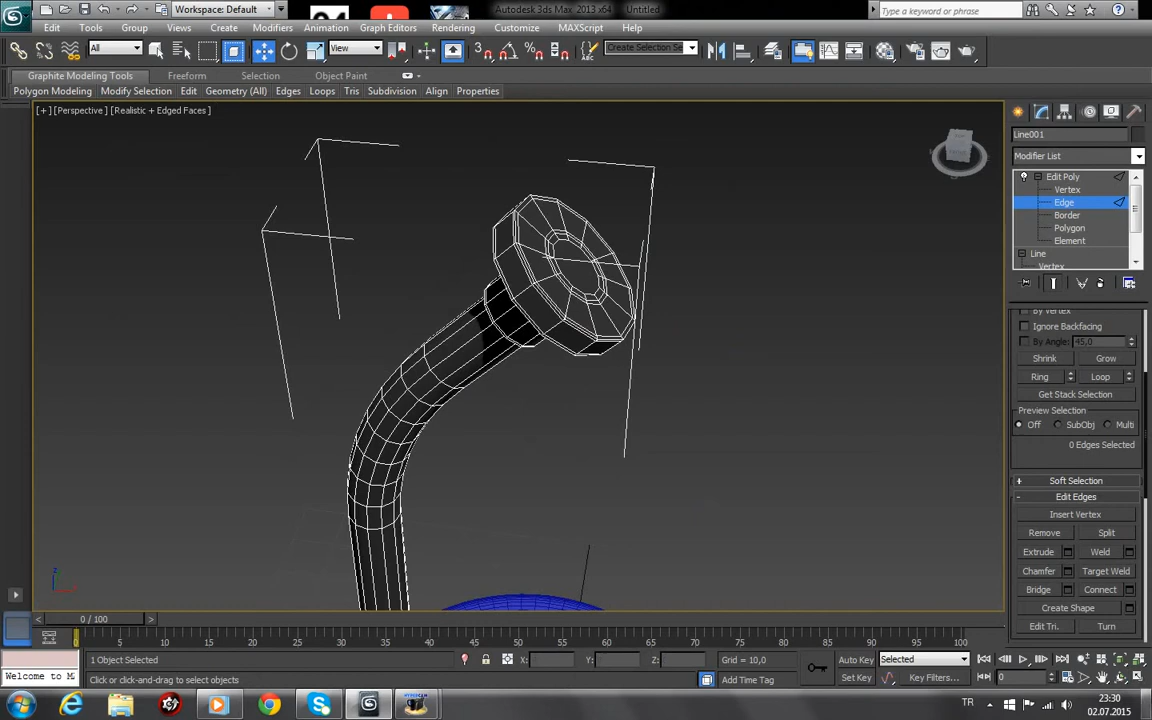 Workspace: Default
Autodesk 3ds Max 2013 x64
Untitled
Type a keyword or phrase
Edit Tools Group Views Create Modifiers Animation Graph Editors Rendering Customize MAXScript Help
All
View
Create Selection Se
Graphite Modeling Tools Freeform Selection Object Paint
Polygon Modeling Modify Selection Edit Geometry (All) Edges Loops Tris Subdivision Align Properties
[+] [Perspective] [Realistic + Edged Faces]
Line001
Modifier List
Edit Poly
Vertex
Edge
Border
Polygon
Element
Line
Vertex
By Vertex
Ignore Backfacing
By Angle: 45,0
Shrink Grow
Ring Loop
Get Stack Selection
Preview Selection
Off SubObj Multi
0 Edges Selected
+ Soft Selection
- Edit Edges
Insert Vertex
Remove Split
Extrude Weld
Chamfer Target Weld
Bridge Connect
Create Shape
Edit Tri. Turn
z
< 0 / 100 >
0 5 10 15 20 25 30 35 40 45 50 55 60 65 70 75 80 85 90 95 100
1 Object Selected X: Y: Z: Grid = 10,0 Auto Key Selected
Welcome to M Click or click-and-drag to select objects Add Time Tag Set Key Key Filters... 0
TR
23:30
02.07.2015